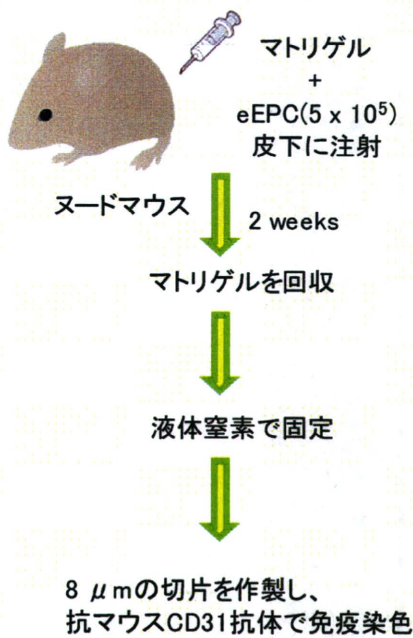 マトリゲル
+
eEPC(5 x 10⁵)
皮下に注射
ヌードマウス
2 weeks
マトリゲルを回収
液体窒素で固定
8 μmの切片を作製し、
抗マウスCD31抗体で免疫染色